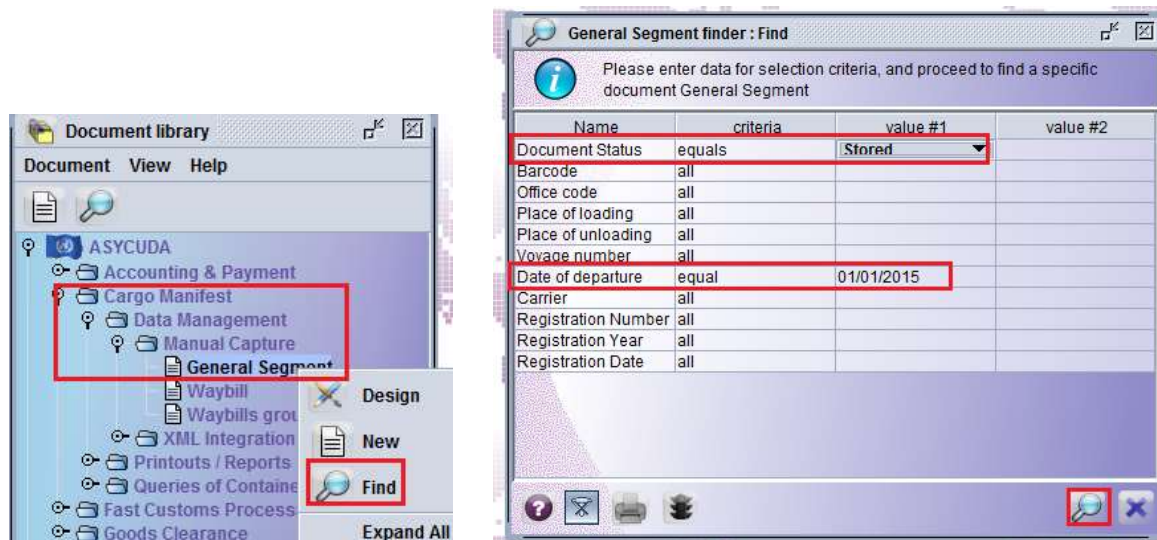 Document library
Document View Help
ASYCUDA
Accounting & Payment
Cargo Manifest
Data Management
Manual Capture
General Segment
Waybill
Waybills grou
XML Integration
Printouts / Reports
Queries of Containe
Fast Customs Process
Goods Clearance
Design
New
Find
Expand All
General Segment finder : Find
Please enter data for selection criteria, and proceed to find a specific
document General Segment
Name criteria value #1 value #2
Document Status equals Stored
Barcode all
Office code all
Place of loading all
Place of unloading all
Voyage number all
Date of departure equal 01/01/2015
Carrier all
Registration Number all
Registration Year all
Registration Date all